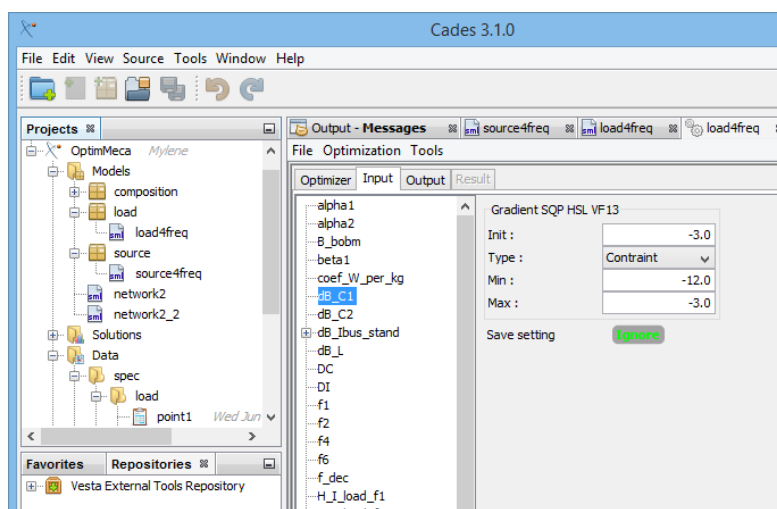 Cades 3.1.0
File Edit View Source Tools Window Help
Projects
OptimMeca Mylene
Models
composition
load
load4freq
source
source4freq
network2
network2_2
Solutions
Data
spec
load
point1 Wed Jun
Favorites Repositories
Vesta External Tools Repository
Output - Messages source4freq load4freq load4freq
File Optimization Tools
Optimizer Input Output Result
alpha1
alpha2
B_bobm
beta1
coef_W_per_kg
dB_C1
dB_C2
dB_Ibus_stand
dB_L
DC
DI
f1
f2
f4
f6
f_dec
H_I_load_f1
Gradient SQP HSL VF13
Init : -3.0
Type : Contraint
Min : -12.0
Max : -3.0
Save setting Ignore